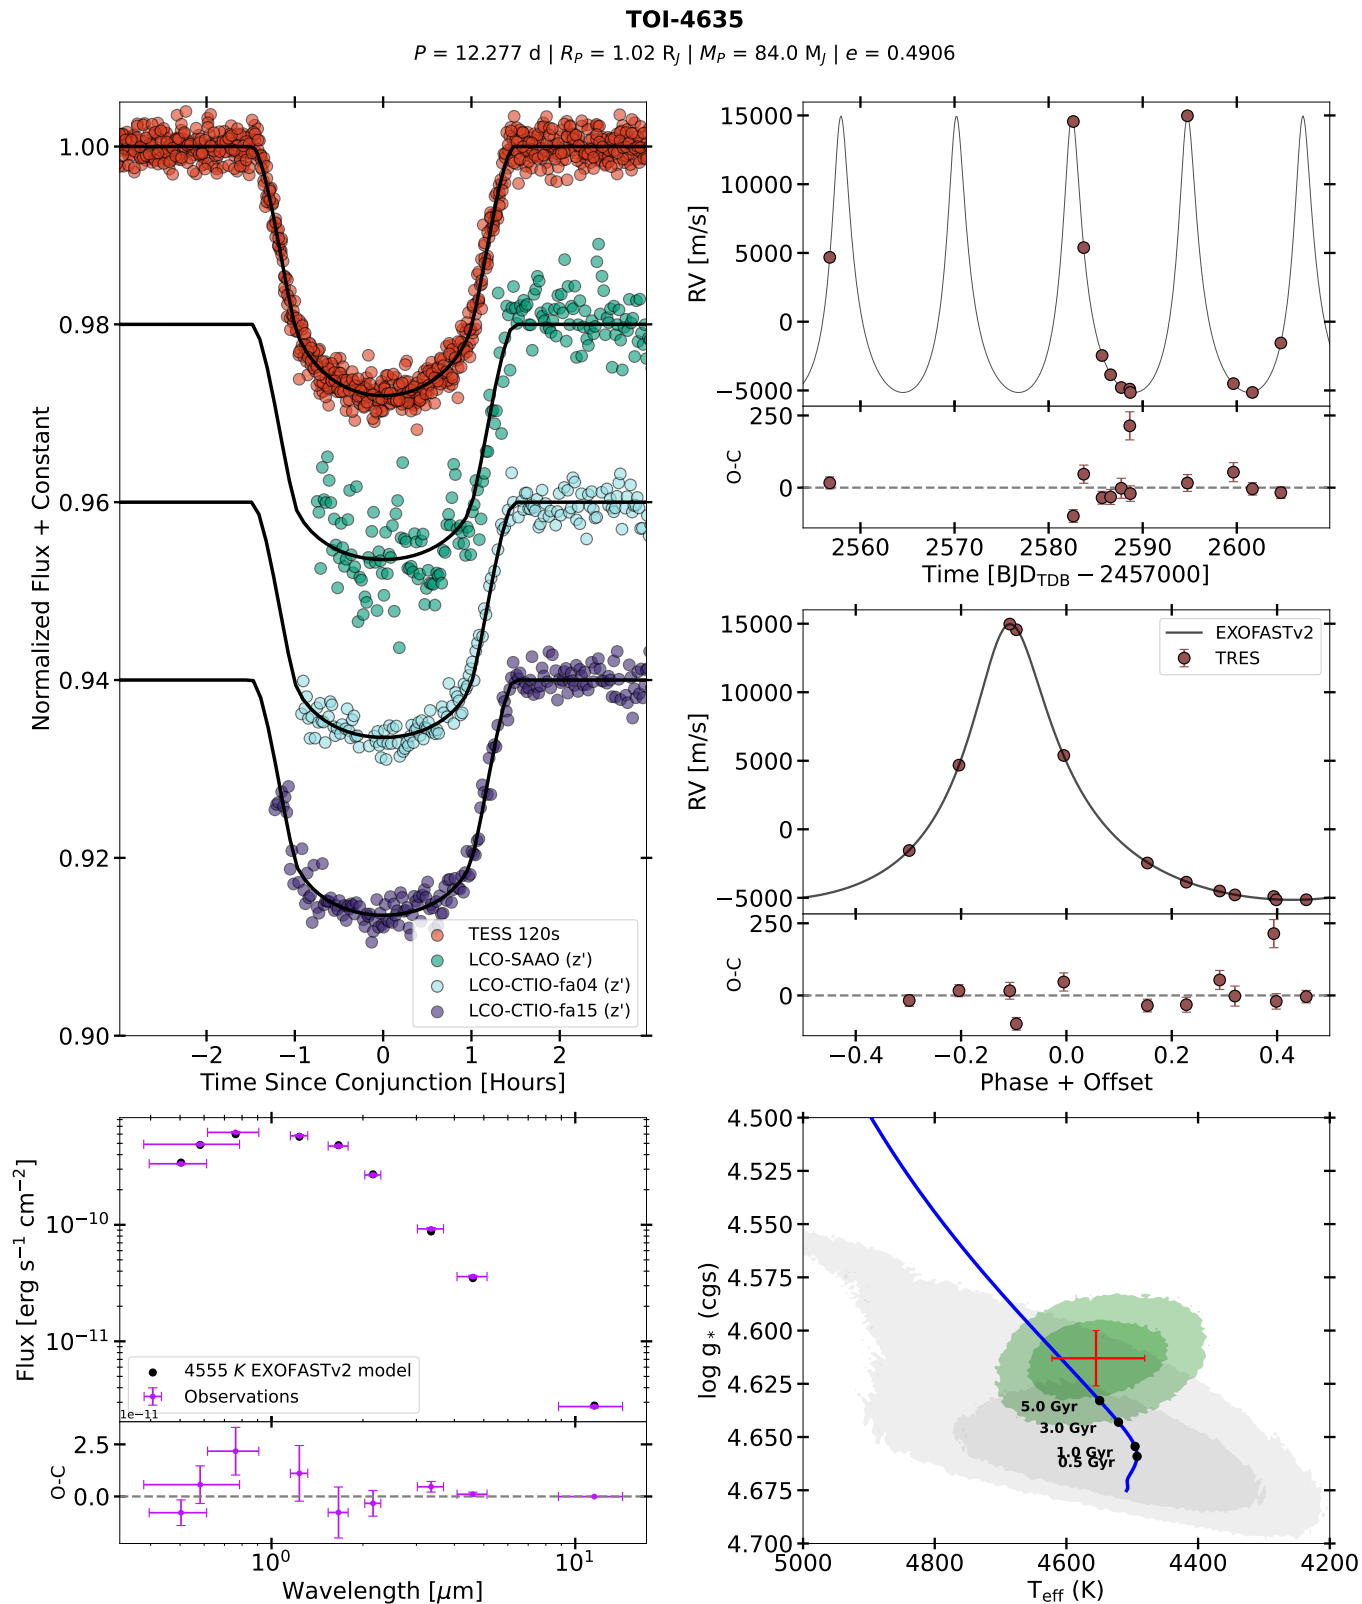 TOI-4635
P = 12.277 d | R_P = 1.02 R_J | M_P = 84.0 M_J | e = 0.4906
1.00
0.98
0.96
0.94
0.92
0.90
Normalized Flux + Constant
TESS 120s
LCO-SAAO (z')
LCO-CTIO-fa04 (z')
LCO-CTIO-fa15 (z')
−2 −1 0 1 2
Time Since Conjunction [Hours]
15000
10000
5000
0
−5000
RV [m/s]
250
0
O-C
2560 2570 2580 2590 2600
Time [BJD_TDB − 2457000]
15000
10000
5000
0
−5000
RV [m/s]
EXOFASTv2
TRES
250
0
O-C
−0.4 −0.2 0.0 0.2 0.4
Phase + Offset
10⁻¹⁰
10⁻¹¹
Flux [erg s⁻¹ cm⁻²]
4555 K EXOFASTv2 model
Observations
1e−11
2.5
0.0
O-C
10⁰ 10¹
Wavelength [μm]
4.500
4.525
4.550
4.575
4.600
4.625
4.650
4.675
4.700
log g* (cgs)
5.0 Gyr
3.0 Gyr
1.0 Gyr
0.5 Gyr
5000 4800 4600 4400 4200
T_eff (K)